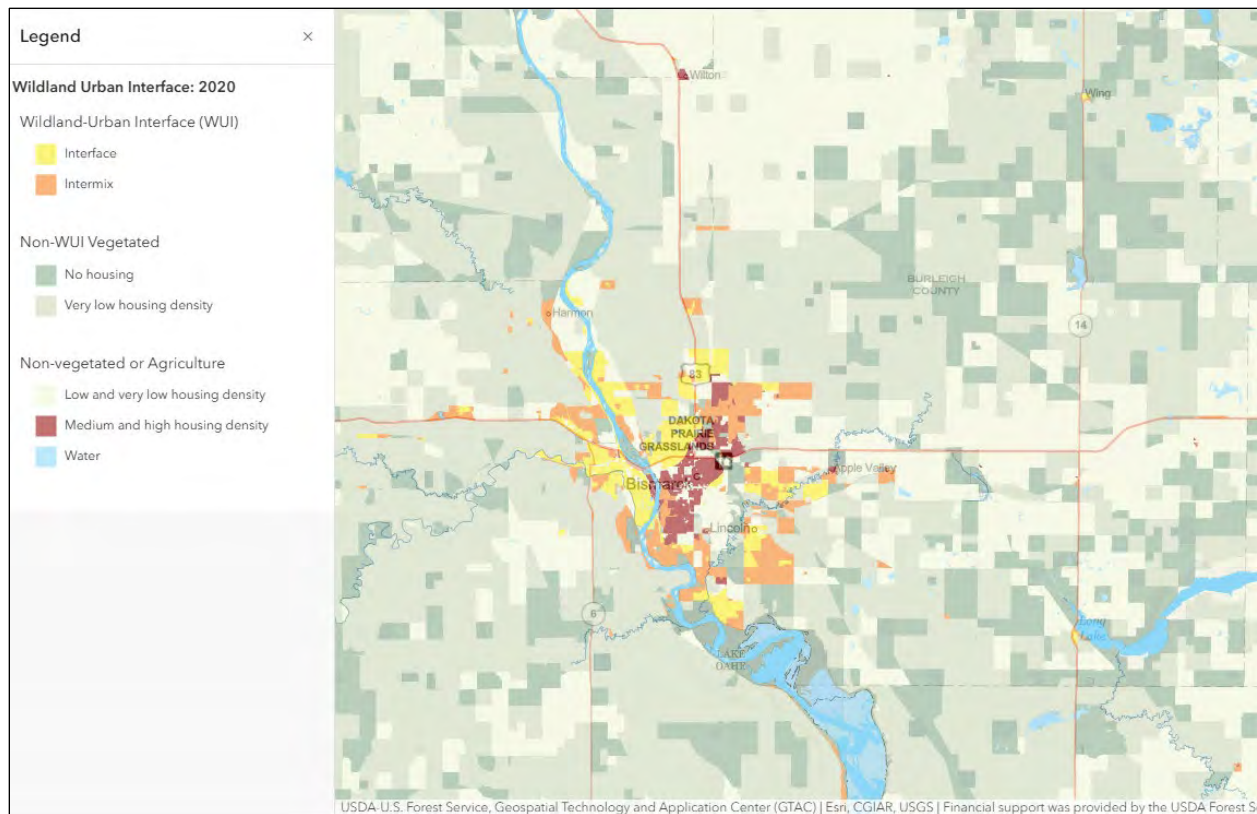 Legend
×
Wildland Urban Interface: 2020
Wildland-Urban Interface (WUI)
Interface
Intermix
Non-WUI Vegetated
No housing
Very low housing density
Non-vegetated or Agriculture
Low and very low housing density
Medium and high housing density
Water
Wilton
Wing
BURLEIGH
COUNTY
Harmon
14
83
DAKOTA
PRAIRIE
GRASSLANDS
Apple Valley
Bismarck
Lincoln
6
Long
Lake
LAKE
OAHE
USDA-U.S. Forest Service, Geospatial Technology and Application Center (GTAC) | Esri, CGIAR, USGS | Financial support was provided by the USDA Forest Se